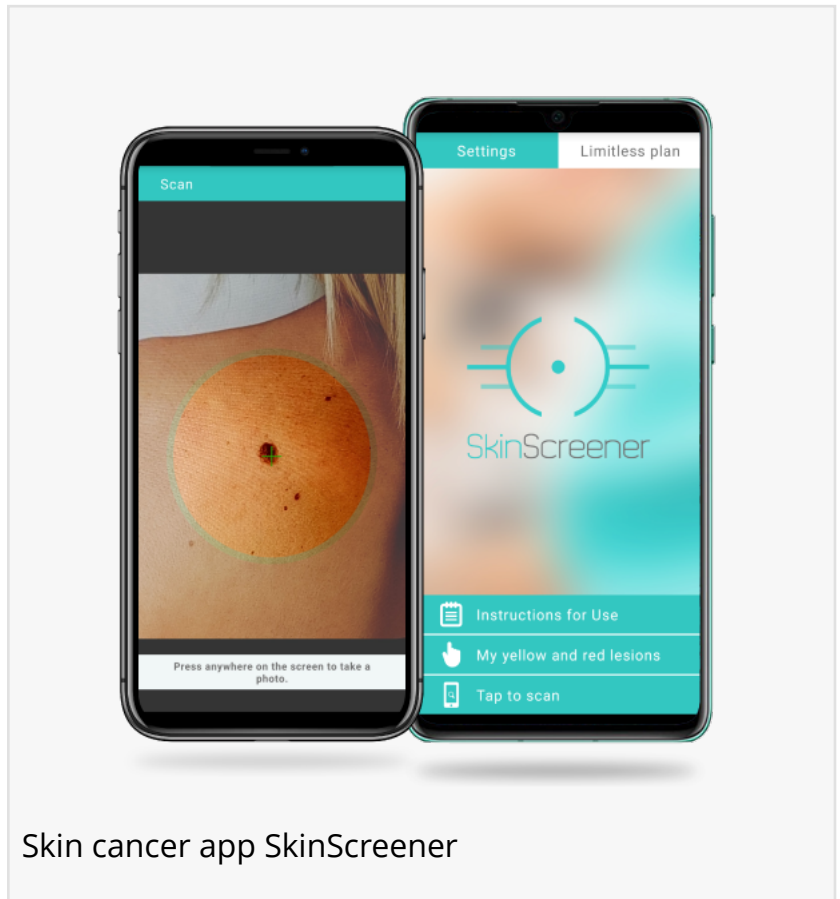 Scan
Press anywhere on the screen to take a
photo.
Settings
Limitless plan
SkinScreener
Instructions for Use
My yellow and red lesions
Tap to scan
Skin cancer app SkinScreener